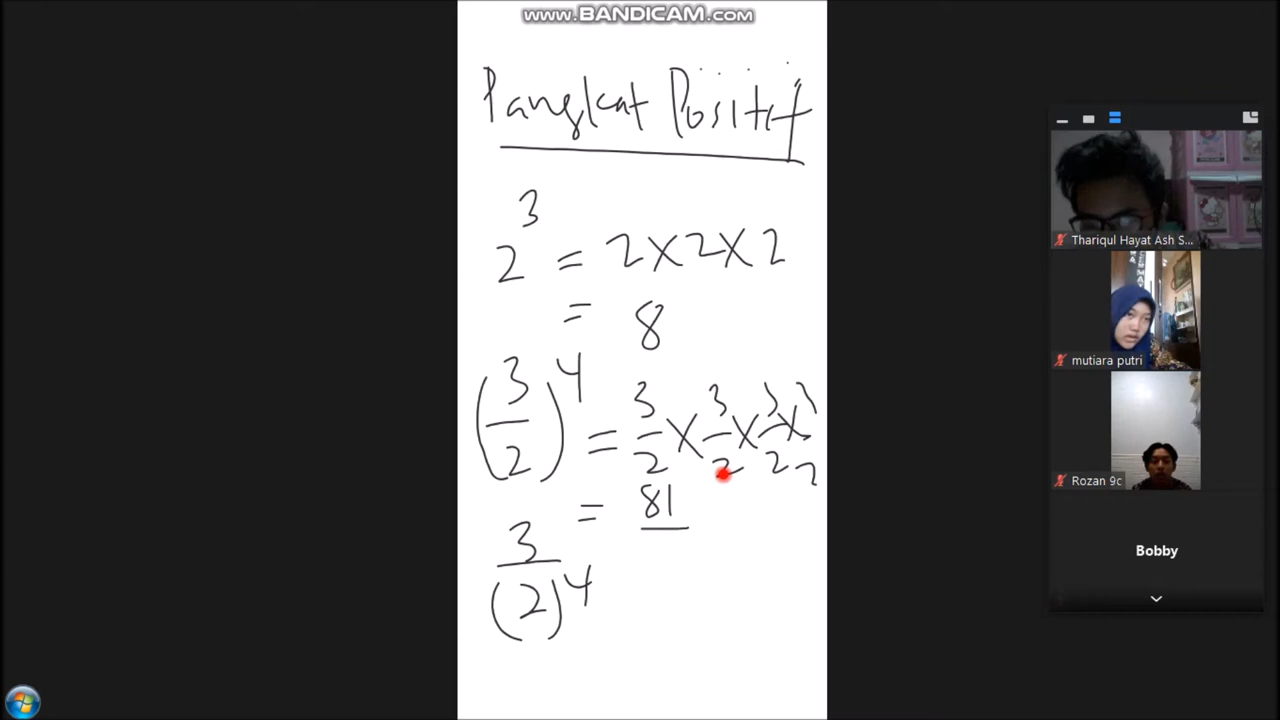 www.BANDICAM.com
Pangkat Positif
2³ = 2 × 2 × 2
= 8
(3/2)⁴ = 3/2 × 3/2 × 3/2 × 3/2
= 81
3/(2)⁴
Thariqul Hayat Ash S...
mutiara putri
Rozan 9c
Bobby